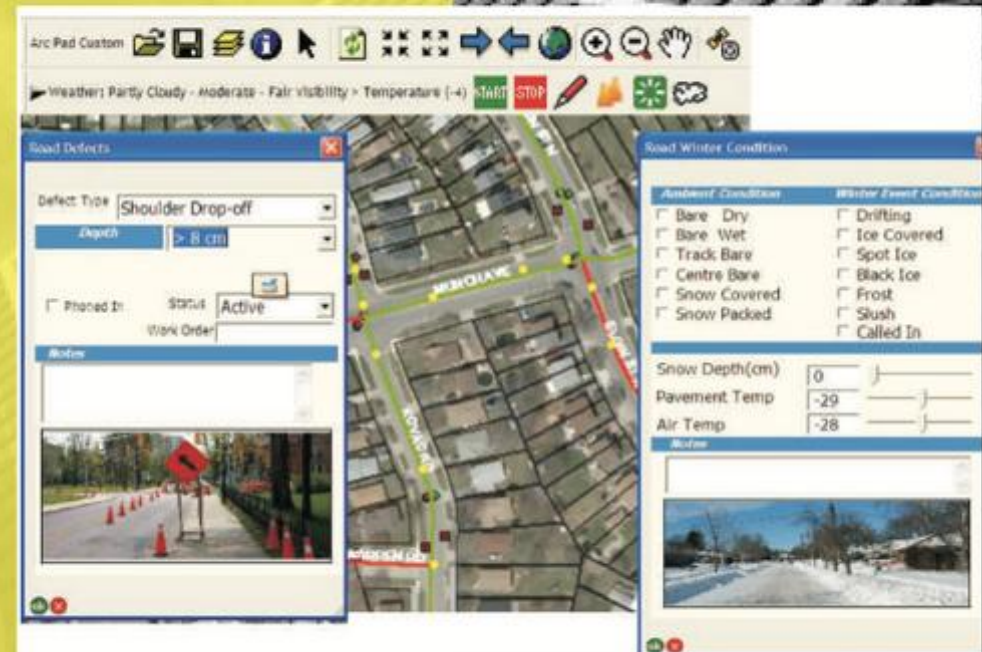 Arc Pad Custom
Weather: Partly Cloudy - Moderate - Fair Visibility > Temperature (-4) START STOP
Road Defects
Defect Type Shoulder Drop-off
Depth > 8 cm
Phoned In Status Active
Work Order
Notes
Road Winter Condition
Ambient Condition Winter Event Condition
Bare Dry Drifting
Bare Wet Ice Covered
Track Bare Spot Ice
Centre Bare Black Ice
Snow Covered Frost
Snow Packed Slush
Called In
Snow Depth(cm) 0
Pavement Temp -29
Air Temp -28
Notes
ok
ok